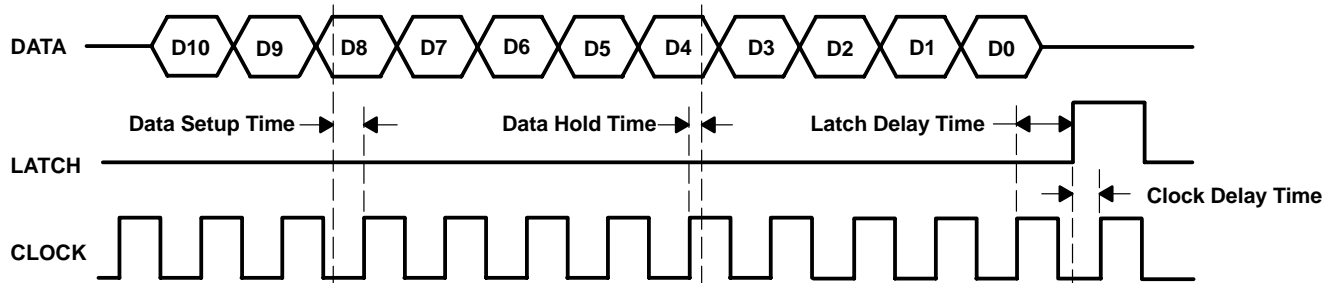 DATA D10 D9 D8 D7 D6 D5 D4 D3 D2 D1 D0
Data Setup Time Data Hold Time Latch Delay Time
LATCH
Clock Delay Time
CLOCK